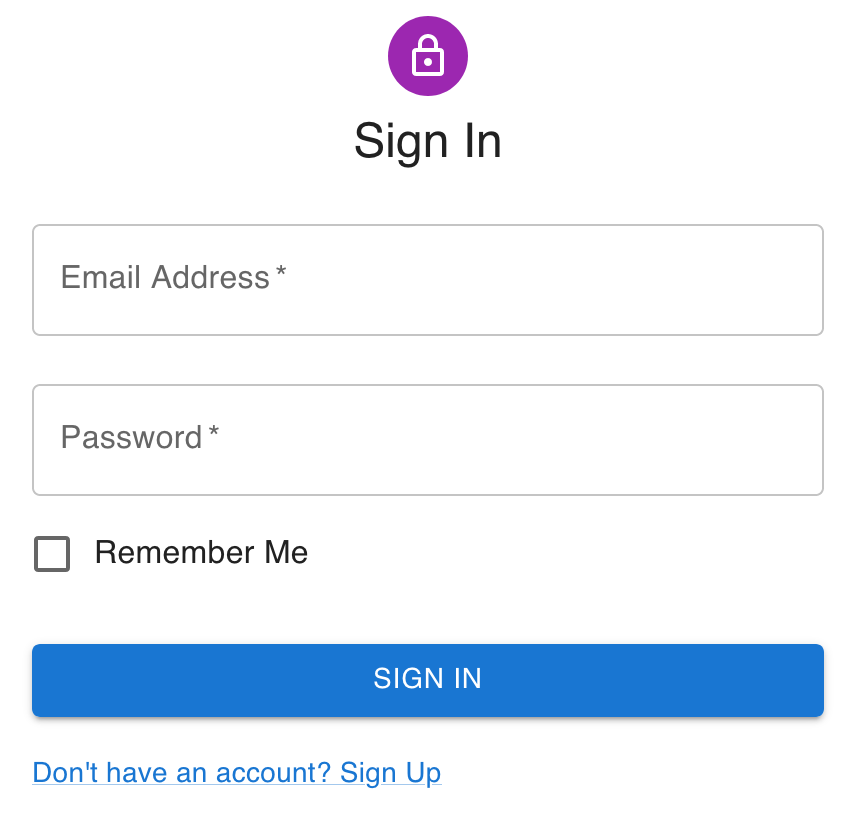 Sign In
Email Address *
Password *
Remember Me
SIGN IN
Don't have an account? Sign Up